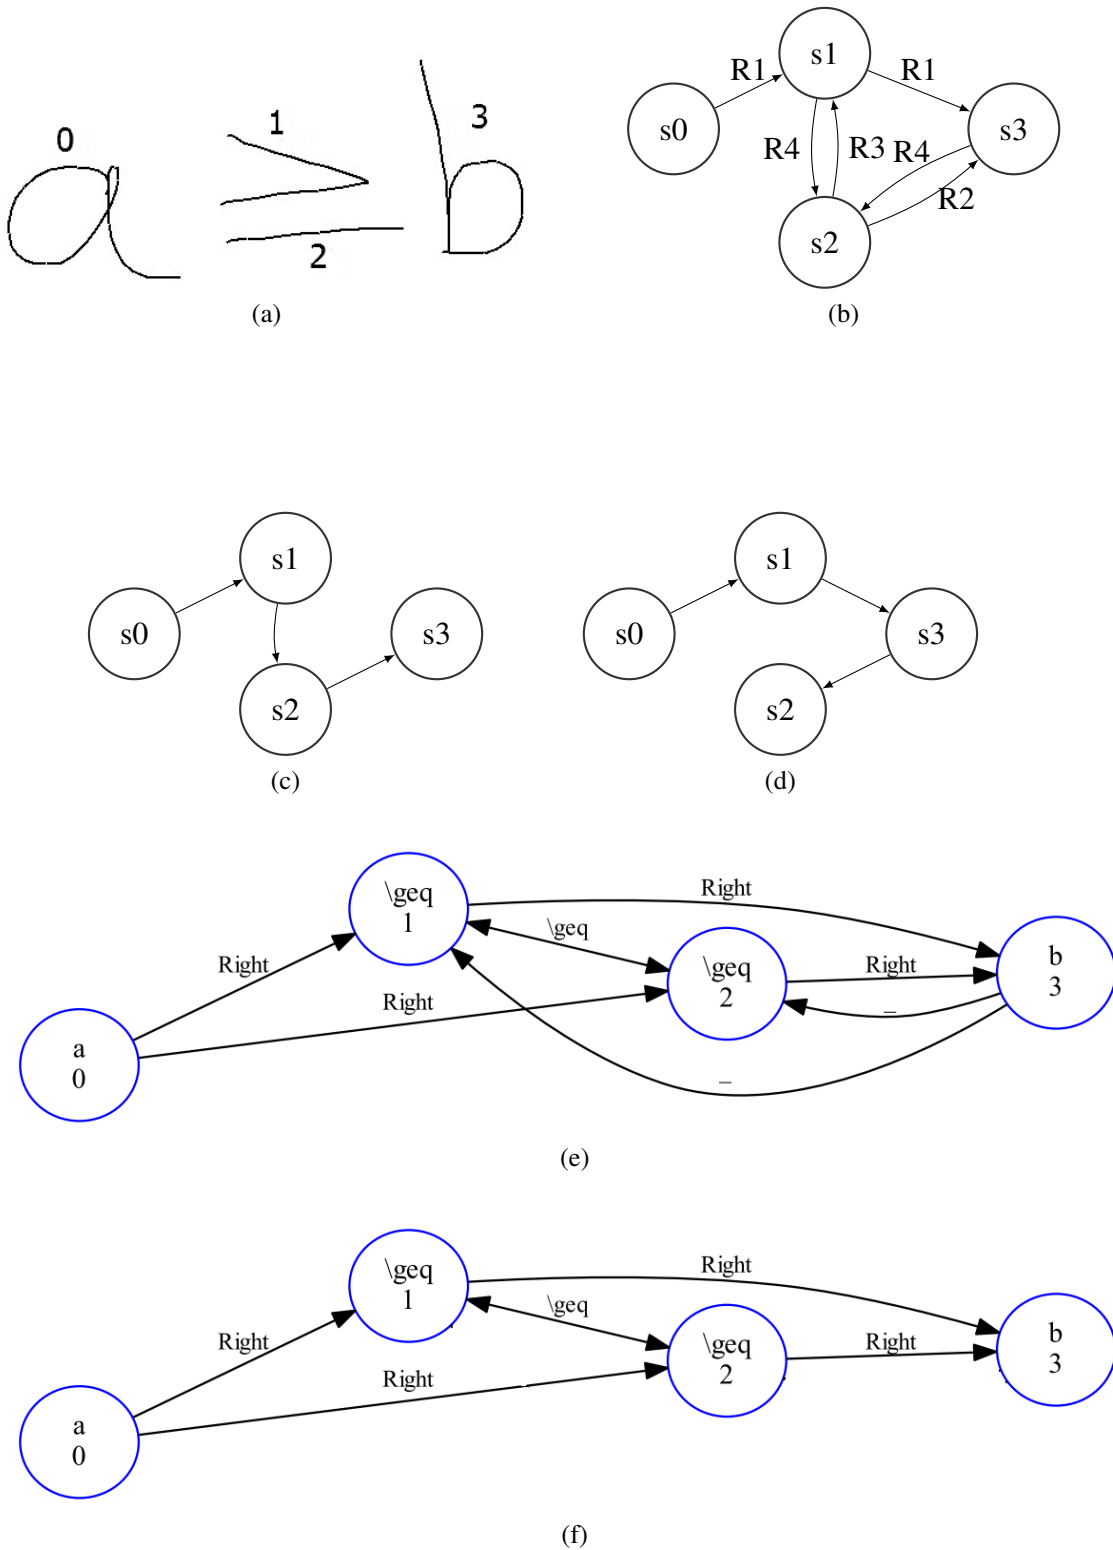 0 1 3
a ≥ b
2
(a)
s1
R1 R1
s0 s3
R4 R3 R4
R2
s2
(b)
s1
s0 s3
s2
(c)
s1
s0 s3
s2
(d)
\geq
1
Right
\geq
b
3
Right
\geq
2
Right
_
Right
a
0
_
(e)
\geq
1
Right
\geq
b
3
Right
\geq
2
Right
Right
a
0
(f)